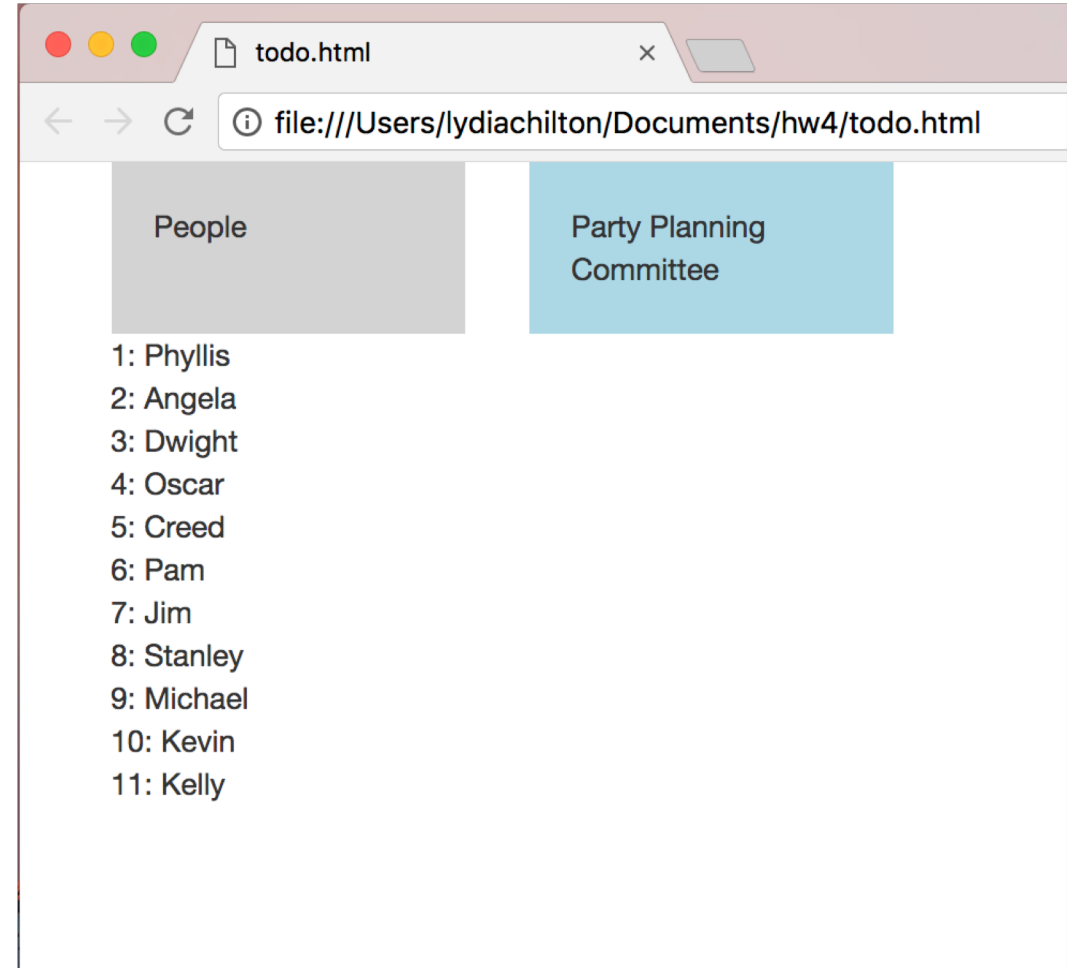 todo.html
file:///Users/lydiachilton/Documents/hw4/todo.html
People
Party Planning
Committee
1: Phyllis
2: Angela
3: Dwight
4: Oscar
5: Creed
6: Pam
7: Jim
8: Stanley
9: Michael
10: Kevin
11: Kelly